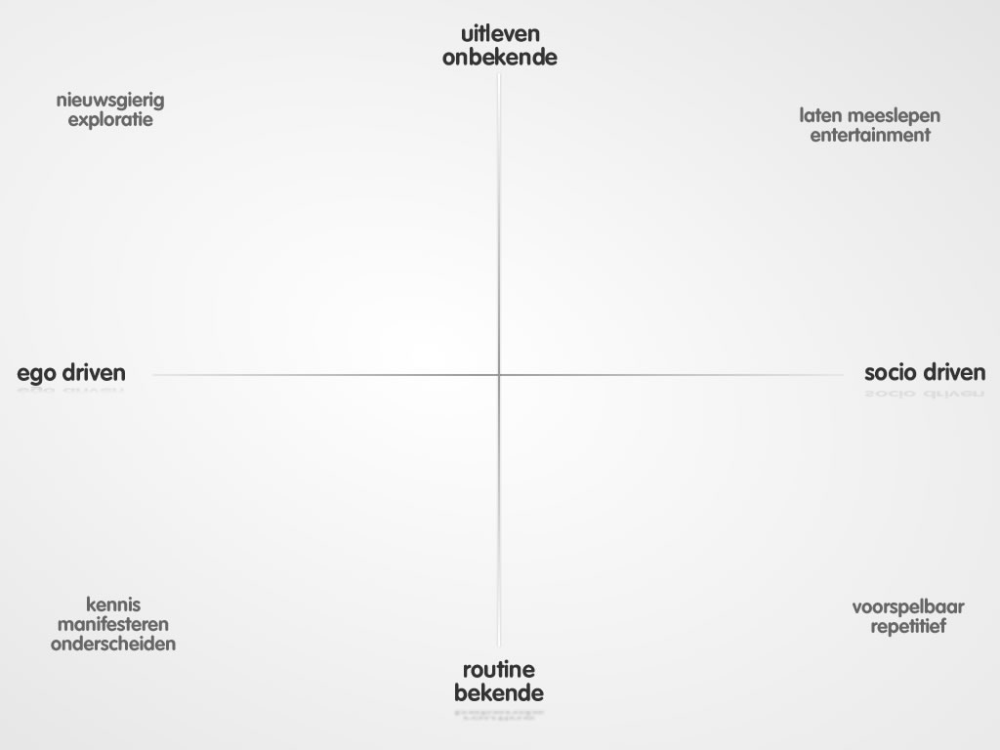 uitleven
onbekende
nieuwsgierig
exploratie
laten meeslepen
entertainment
ego driven
socio driven
kennis
manifesteren
onderscheiden
voorspelbaar
repetitief
routine
bekende